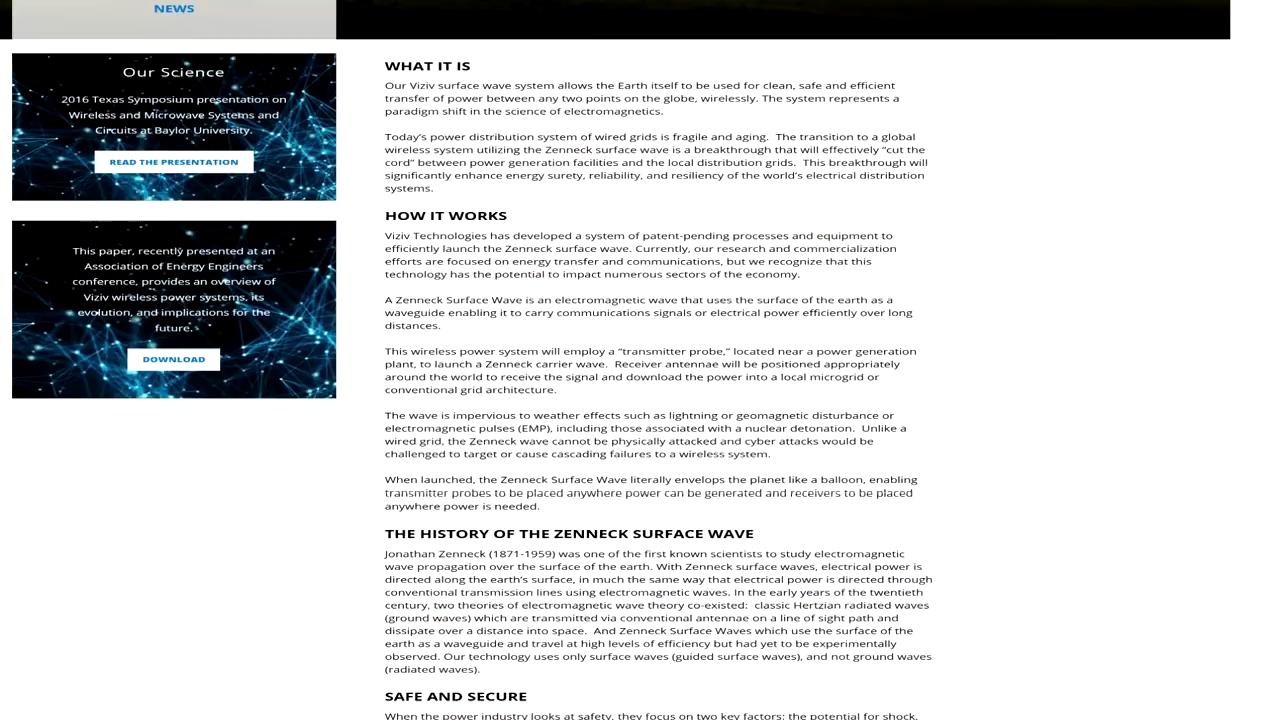 NEWS
Our Science
2016 Texas Symposium presentation on
Wireless and Microwave Systems and
Circuits at Baylor University.
READ THE PRESENTATION
This paper, recently presented at an
Association of Energy Engineers
conference, provides an overview of
Viziv wireless power systems, its
evolution, and implications for the
future.
DOWNLOAD
WHAT IT IS
Our Viziv surface wave system allows the Earth itself to be used for clean, safe and efficient
transfer of power between any two points on the globe, wirelessly. The system represents a
paradigm shift in the science of electromagnetics.
Today's power distribution system of wired grids is fragile and aging. The transition to a global
wireless system utilizing the Zenneck surface wave is a breakthrough that will effectively “cut the
cord” between power generation facilities and the local distribution grids. This breakthrough will
significantly enhance energy surety, reliability, and resiliency of the world's electrical distribution
systems.
HOW IT WORKS
Viziv Technologies has developed a system of patent-pending processes and equipment to
efficiently launch the Zenneck surface wave. Currently, our research and commercialization
efforts are focused on energy transfer and communications, but we recognize that this
technology has the potential to impact numerous sectors of the economy.
A Zenneck Surface Wave is an electromagnetic wave that uses the surface of the earth as a
waveguide enabling it to carry communications signals or electrical power efficiently over long
distances.
This wireless power system will employ a “transmitter probe,” located near a power generation
plant, to launch a Zenneck carrier wave. Receiver antennae will be positioned appropriately
around the world to receive the signal and download the power into a local microgrid or
conventional grid architecture.
The wave is impervious to weather effects such as lightning or geomagnetic disturbance or
electromagnetic pulses (EMP), including those associated with a nuclear detonation. Unlike a
wired grid, the Zenneck wave cannot be physically attacked and cyber attacks would be
challenged to target or cause cascading failures to a wireless system.
When launched, the Zenneck Surface Wave literally envelops the planet like a balloon, enabling
transmitter probes to be placed anywhere power can be generated and receivers to be placed
anywhere power is needed.
THE HISTORY OF THE ZENNECK SURFACE WAVE
Jonathan Zenneck (1871-1959) was one of the first known scientists to study electromagnetic
wave propagation over the surface of the earth. With Zenneck surface waves, electrical power is
directed along the earth's surface, in much the same way that electrical power is directed through
conventional transmission lines using electromagnetic waves. In the early years of the twentieth
century, two theories of electromagnetic wave theory co-existed: classic Hertzian radiated waves
(ground waves) which are transmitted via conventional antennae on a line of sight path and
dissipate over a distance into space. And Zenneck Surface Waves which use the surface of the
earth as a waveguide and travel at high levels of efficiency but had yet to be experimentally
observed. Our technology uses only surface waves (guided surface waves), and not ground waves
(radiated waves).
SAFE AND SECURE
When the power industry looks at safety, they focus on two key factors: the potential for shock,